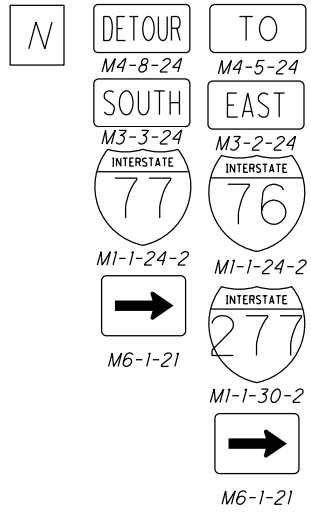 N
DETOUR
M4-8-24
SOUTH
M3-3-24
INTERSTATE
77
M1-1-24-2
M6-1-21
TO
M4-5-24
EAST
M3-2-24
INTERSTATE
76
M1-1-24-2
INTERSTATE
277
M1-1-30-2
M6-1-21